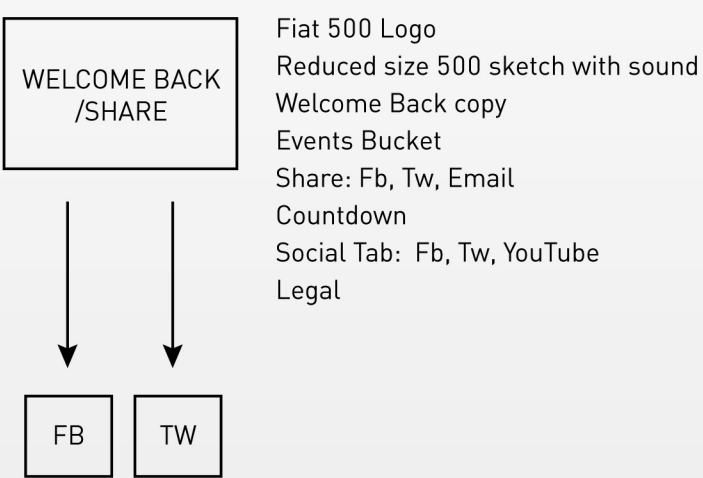 WELCOME BACK
/SHARE
Fiat 500 Logo
Reduced size 500 sketch with sound
Welcome Back copy
Events Bucket
Share: Fb, Tw, Email
Countdown
Social Tab:  Fb, Tw, YouTube
Legal
FB
TW